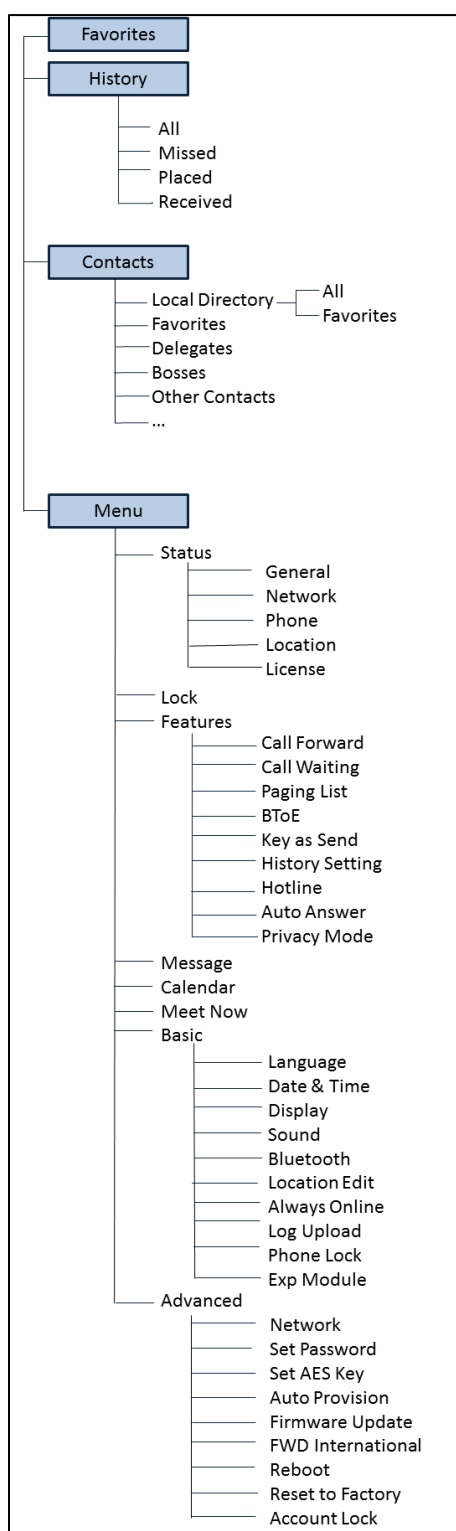 Favorites
History
All
Missed
Placed
Received
Contacts
Local Directory
All
Favorites
Favorites
Delegates
Bosses
Other Contacts
...
Menu
Status
General
Network
Phone
Location
License
Lock
Features
Call Forward
Call Waiting
Paging List
BToE
Key as Send
History Setting
Hotline
Auto Answer
Privacy Mode
Message
Calendar
Meet Now
Basic
Language
Date & Time
Display
Sound
Bluetooth
Location Edit
Always Online
Log Upload
Phone Lock
Exp Module
Advanced
Network
Set Password
Set AES Key
Auto Provision
Firmware Update
FWD International
Reboot
Reset to Factory
Account Lock